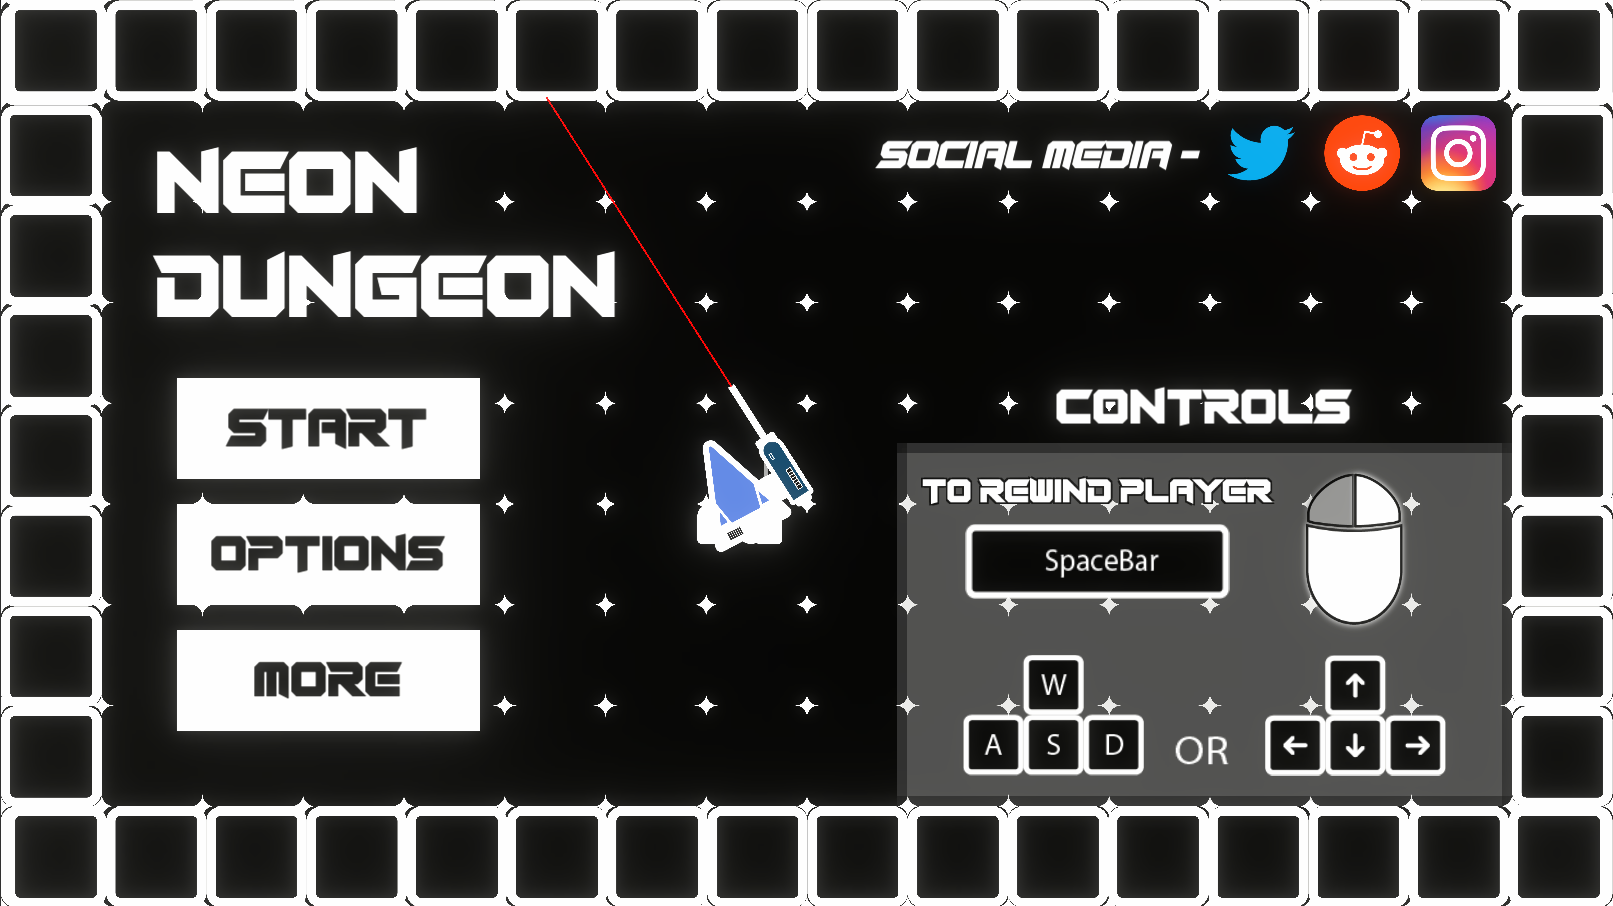 NEON
DUNGEON
SOCIAL MEDIA -
START
OPTIONS
MORE
CONTROLS
TO REWIND PLAYER
SpaceBar
W
A S D OR